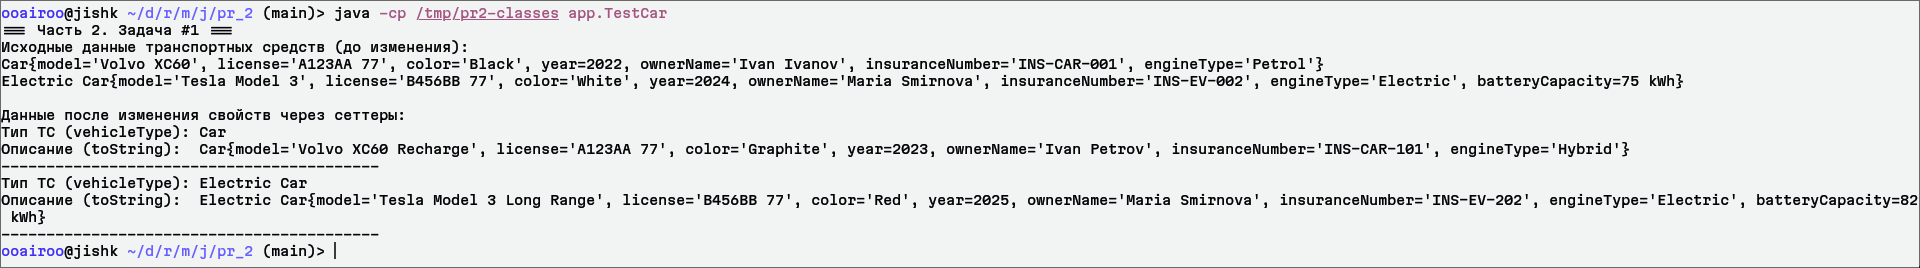 ooairoo@jishk ~/d/r/m/j/pr_2 (main)> java -cp /tmp/pr2-classes app.TestCar
=== Часть 2. Задача #1 ===
Исходные данные транспортных средств (до изменения):
Car{model='Volvo XC60', license='A123AA 77', color='Black', year=2022, ownerName='Ivan Ivanov', insuranceNumber='INS-CAR-001', engineType='Petrol'}
Electric Car{model='Tesla Model 3', license='B456BB 77', color='White', year=2024, ownerName='Maria Smirnova', insuranceNumber='INS-EV-002', engineType='Electric', batteryCapacity=75 kWh}

Данные после изменения свойств через сеттеры:
Тип ТС (vehicleType): Car
Описание (toString):  Car{model='Volvo XC60 Recharge', license='A123AA 77', color='Graphite', year=2023, ownerName='Ivan Petrov', insuranceNumber='INS-CAR-101', engineType='Hybrid'}
------------------------------------------
Тип ТС (vehicleType): Electric Car
Описание (toString):  Electric Car{model='Tesla Model 3 Long Range', license='B456BB 77', color='Red', year=2025, ownerName='Maria Smirnova', insuranceNumber='INS-EV-202', engineType='Electric', batteryCapacity=82
 kWh}
------------------------------------------
ooairoo@jishk ~/d/r/m/j/pr_2 (main)>